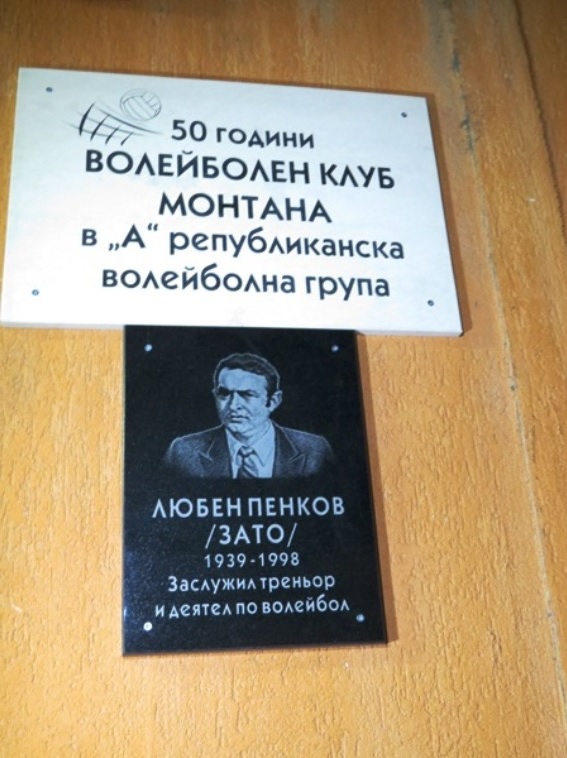 50 години
ВОЛЕЙБОЛЕН КЛУБ
МОНТАНА
в „А“ републиканска
волейболна група
ЛЮБЕН ПЕНКОВ
/ЗАТО/
1939-1998
Заслужил треньор
и деятел по волейбол